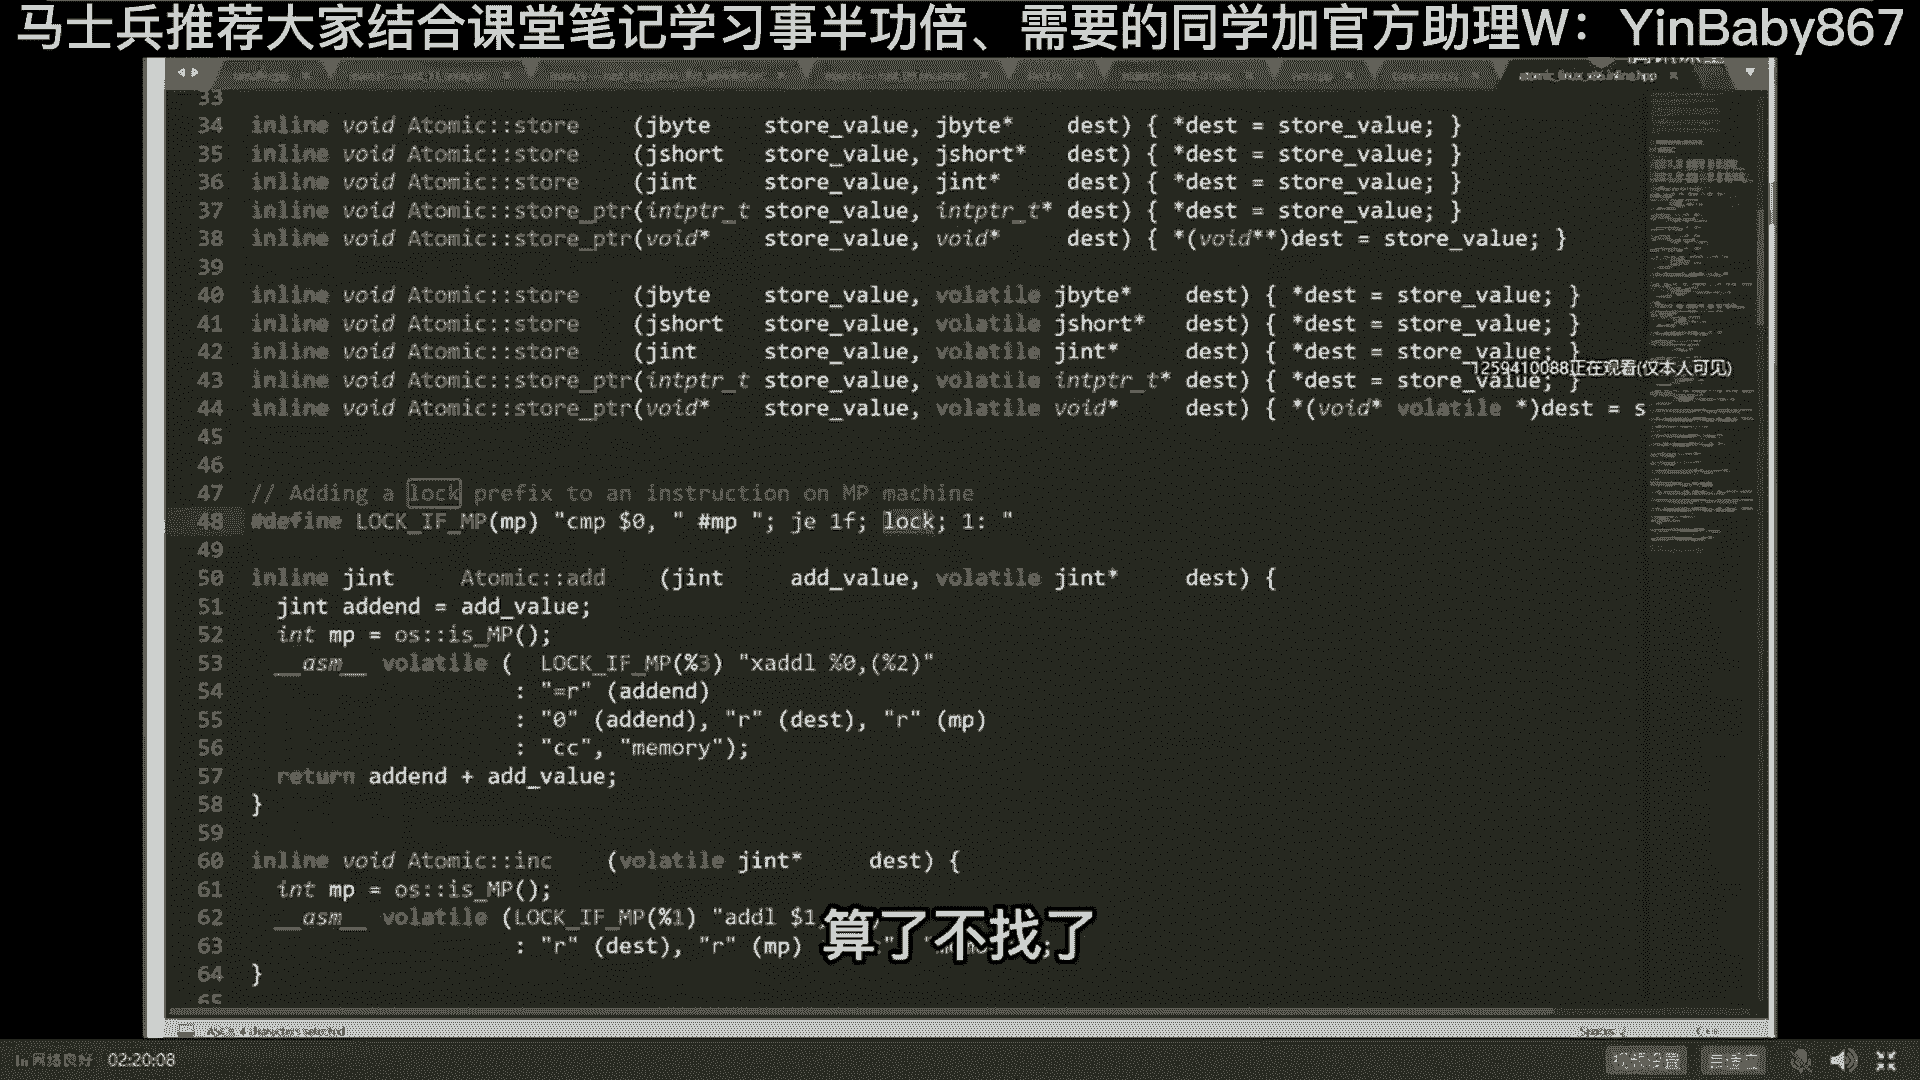 马士兵推荐大家结合课堂笔记学习事半功倍、需要的同学加官方助理W：YinBaby867
33
34 inline void Atomic::store    (jbyte    store_value, jbyte*    dest) { *dest = store_value; }
35 inline void Atomic::store    (jshort   store_value, jshort*   dest) { *dest = store_value; }
36 inline void Atomic::store    (jint     store_value, jint*     dest) { *dest = store_value; }
37 inline void Atomic::store_ptr(intptr_t store_value, intptr_t* dest) { *dest = store_value; }
38 inline void Atomic::store_ptr(void*    store_value, void*     dest) { *(void**)dest = store_value; }
39
40 inline void Atomic::store    (jbyte    store_value, volatile jbyte*    dest) { *dest = store_value; }
41 inline void Atomic::store    (jshort   store_value, volatile jshort*   dest) { *dest = store_value; }
42 inline void Atomic::store    (jint     store_value, volatile jint*     dest) { *dest = store_value; }
1259410088正在观看(仅本人可见)
43 inline void Atomic::store_ptr(intptr_t store_value, volatile intptr_t* dest) { *dest = store_value; }
44 inline void Atomic::store_ptr(void*    store_value, volatile void*     dest) { *(void* volatile *)dest = s
45
46
47 // Adding a lock prefix to an instruction on MP machine
48 #define LOCK_IF_MP(mp) "cmp $0, " #mp "; je 1f; lock; 1: "
49
50 inline jint     Atomic::add    (jint     add_value, volatile jint*     dest) {
51   jint addend = add_value;
52   int mp = os::is_MP();
53   __asm__ volatile (  LOCK_IF_MP(%3) "xaddl %0,(%2)"
54                     : "=r" (addend)
55                     : "0" (addend), "r" (dest), "r" (mp)
56                     : "cc", "memory");
57   return addend + add_value;
58 }
59
60 inline void Atomic::inc    (volatile jint*     dest) {
61   int mp = os::is_MP();
62   __asm__ volatile (LOCK_IF_MP(%1) "addl $1
63                     : "r" (dest), "r" (mp)
算了不找了
64 }
65
02:20:08